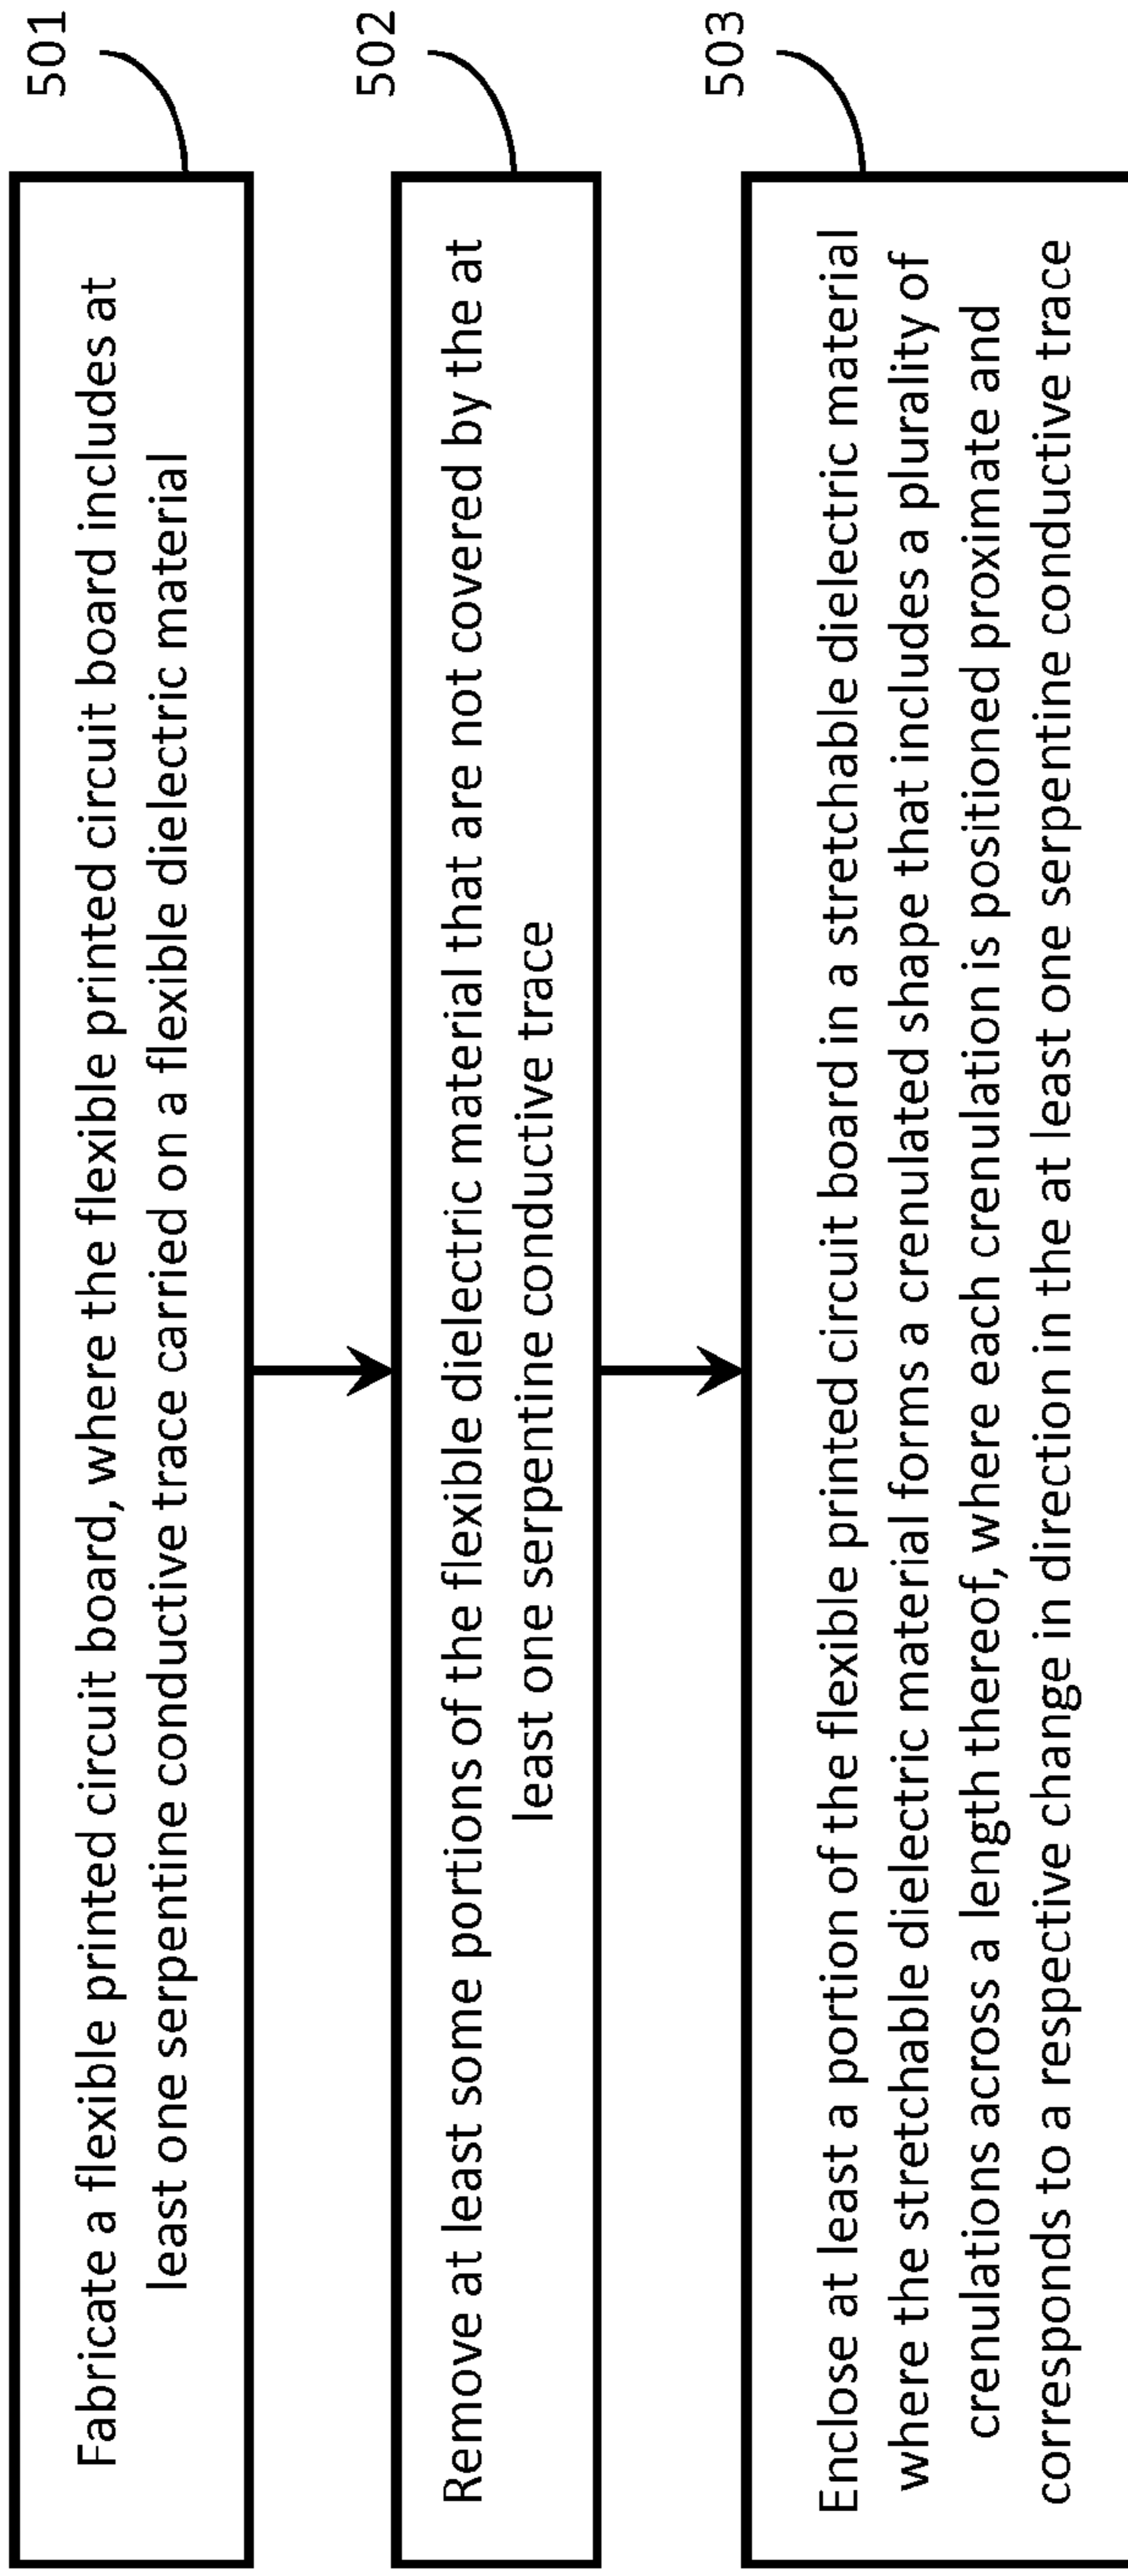 501
Fabricate a flexible printed circuit board, where the flexible printed circuit board includes at
least one serpentine conductive trace carried on a flexible dielectric material
502
Remove at least some portions of the flexible dielectric material that are not covered by the at
least one serpentine conductive trace
503
Enclose at least a portion of the flexible printed circuit board in a stretchable dielectric material
where the stretchable dielectric material forms a crenulated shape that includes a plurality of
crenulations across a length thereof, where each crenulation is positioned proximate and
corresponds to a respective change in direction in the at least one serpentine conductive trace